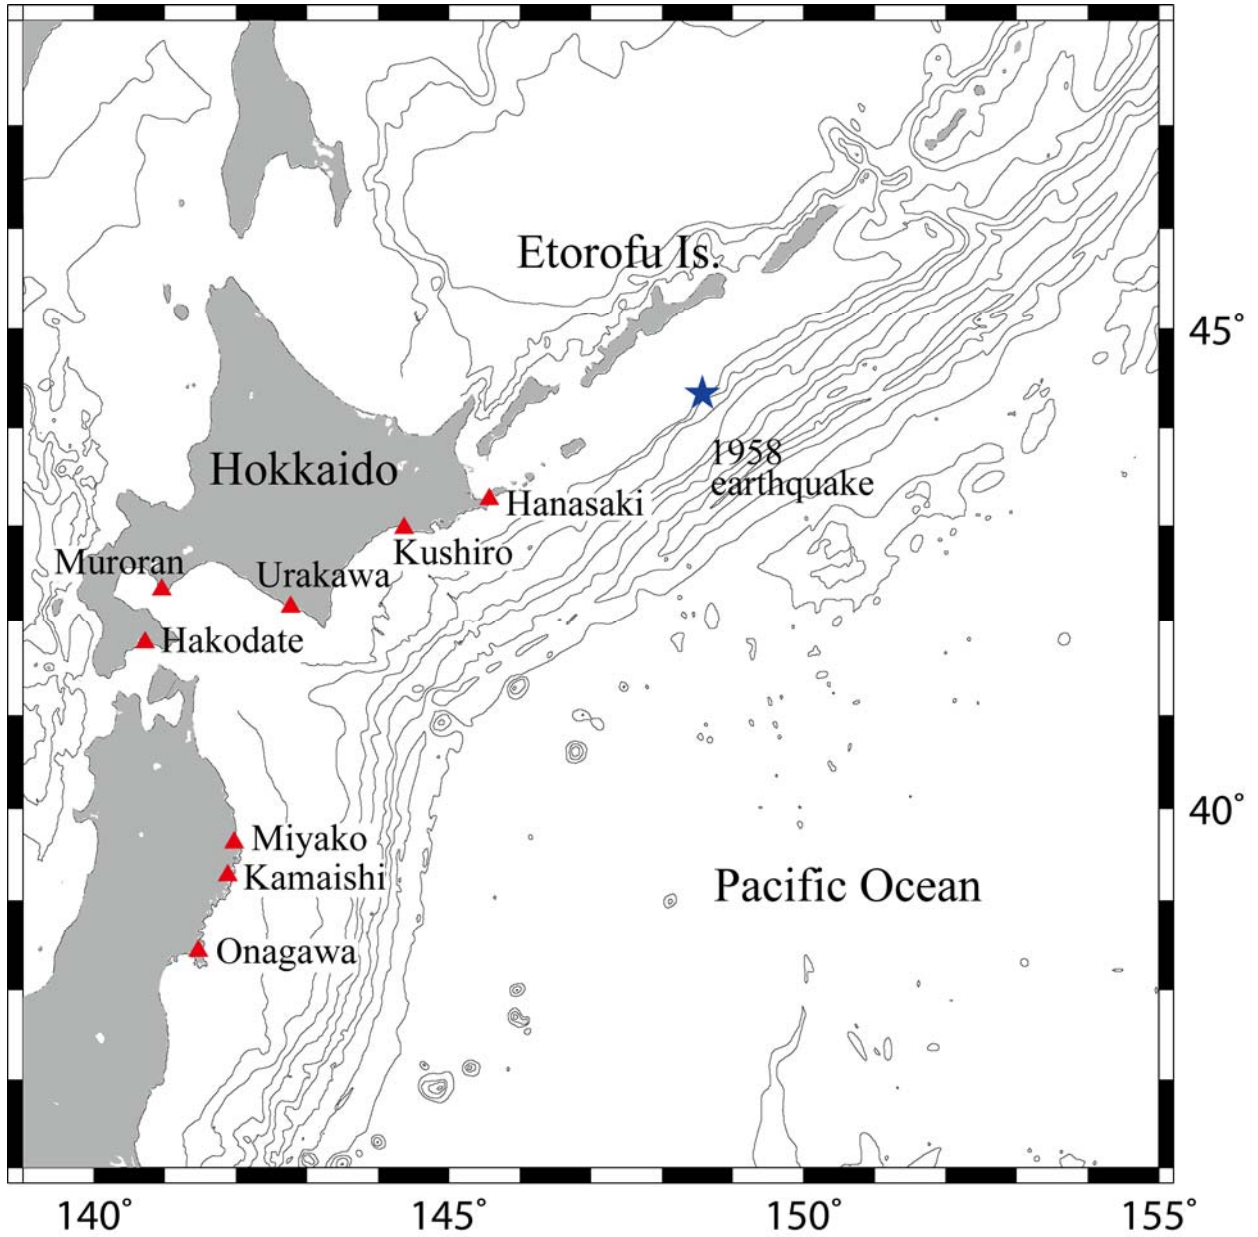 Etorofu Is.
45°
1958
earthquake
Hokkaido
Hanasaki
Kushiro
Muroran
Urakawa
Hakodate
40°
Miyako
Kamaishi
Pacific Ocean
Onagawa
140°
145°
150°
155°